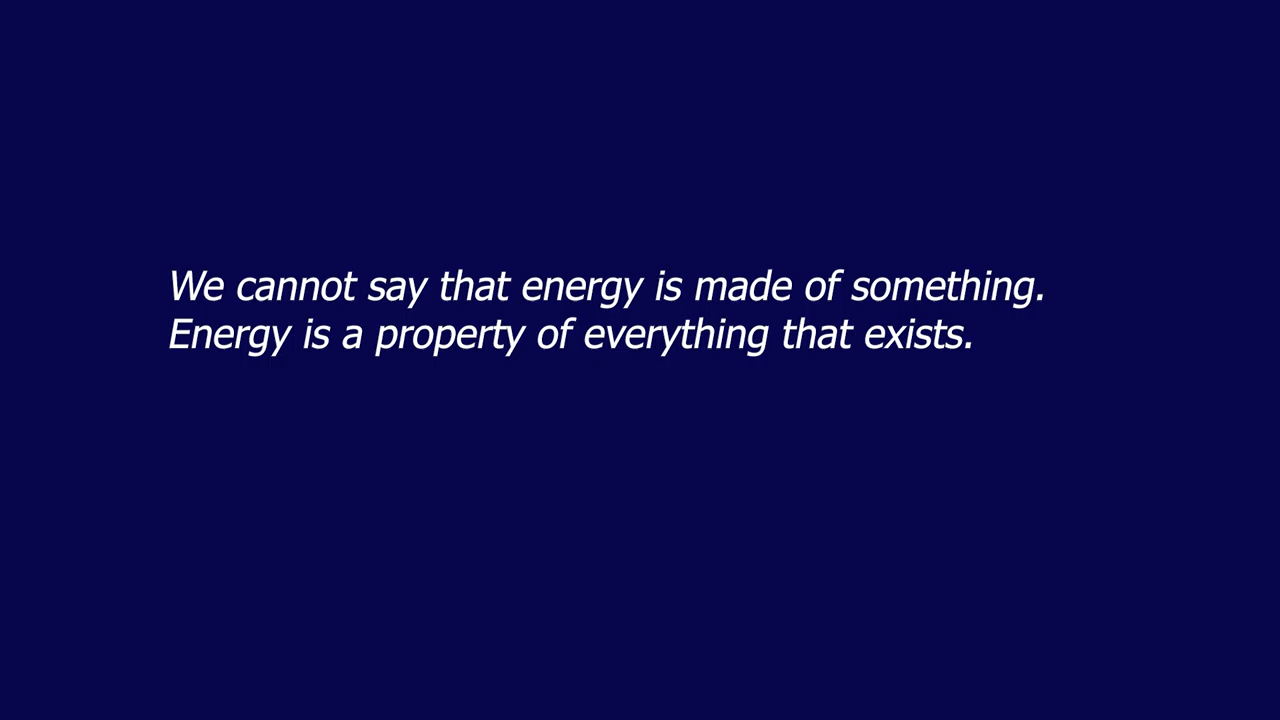 We cannot say that energy is made of something.
Energy is a property of everything that exists.